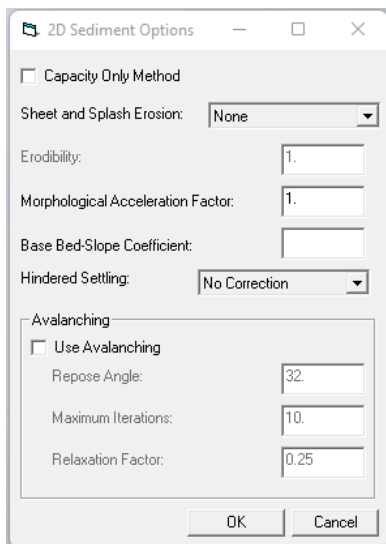 2D Sediment Options
Capacity Only Method
Sheet and Splash Erosion: None
Erodibility: 1.
Morphological Acceleration Factor: 1.
Base Bed-Slope Coefficient:
Hindered Settling: No Correction
Avalanching
Use Avalanching
Repose Angle: 32.
Maximum Iterations: 10.
Relaxation Factor: 0.25
OK Cancel